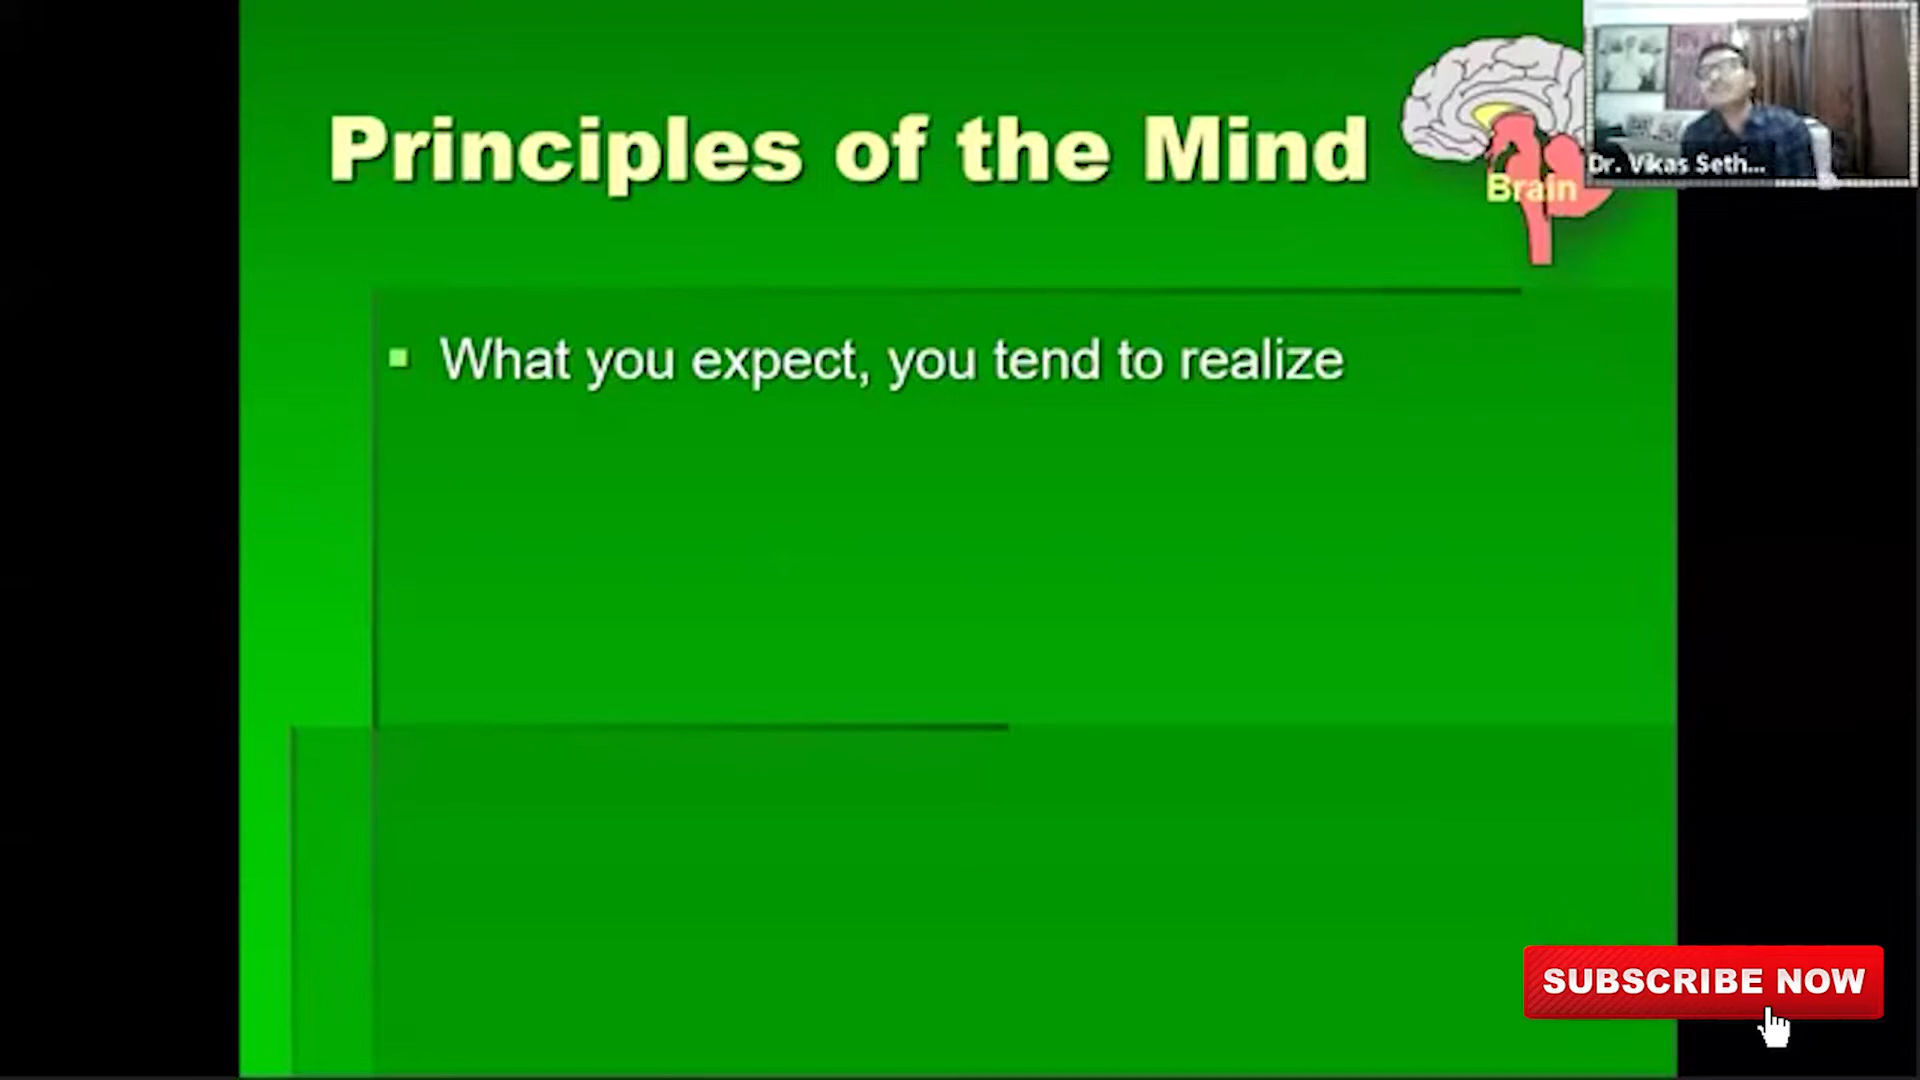 Principles of the Mind
Brain
Dr. Vikas Seth...
What you expect, you tend to realize
SUBSCRIBE NOW